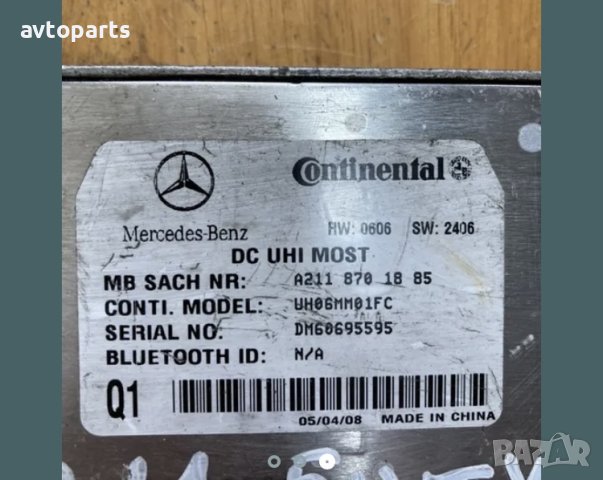 avtoparts
Continental
Mercedes-Benz
HW: 0606 SW: 2406
DC UHI MOST
MB SACH NR: A211 870 18 85
CONTI. MODEL: UH06MM01FC
SERIAL NO. DM60695595
BLUETOOTH ID: N/A
Q1
05/04/08 MADE IN CHINA
BAZAR